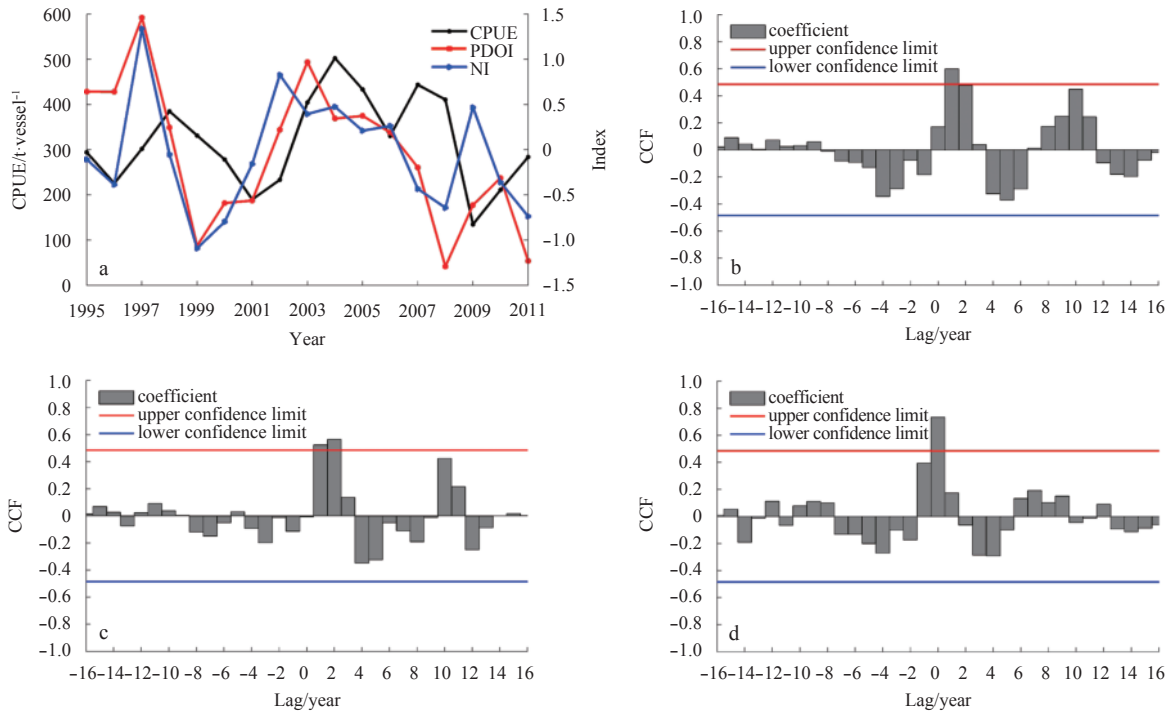 600
500
400
300
200
100
0
CPUE/t·vessel⁻¹
1.5
1.0
0.5
0
−0.5
−1.0
−1.5
Index
CPUE
PDOI
NI
a
1995 1997 1999 2001 2003 2005 2007 2009 2011
Year
1.0
0.8
0.6
0.4
0.2
0
−0.2
−0.4
−0.6
−0.8
−1.0
CCF
coefficient
upper confidence limit
lower confidence limit
b
−16 −14 −12 −10 −8 −6 −4 −2 0 2 4 6 8 10 12 14 16
Lag/year
1.0
0.8
0.6
0.4
0.2
0
−0.2
−0.4
−0.6
−0.8
−1.0
CCF
coefficient
upper confidence limit
lower confidence limit
c
−16 −14 −12 −10 −8 −6 −4 −2 0 2 4 6 8 10 12 14 16
Lag/year
1.0
0.8
0.6
0.4
0.2
0
−0.2
−0.4
−0.6
−0.8
−1.0
CCF
coefficient
upper confidence limit
lower confidence limit
d
−16 −14 −12 −10 −8 −6 −4 −2 0 2 4 6 8 10 12 14 16
Lag/year